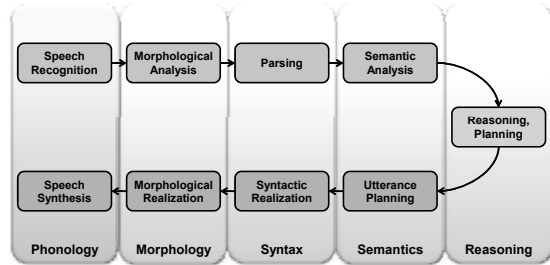 Speech
Recognition
Morphological
Analysis
Parsing
Semantic
Analysis
Reasoning,
Planning
Speech
Synthesis
Morphological
Realization
Syntactic
Realization
Utterance
Planning
Phonology
Morphology
Syntax
Semantics
Reasoning